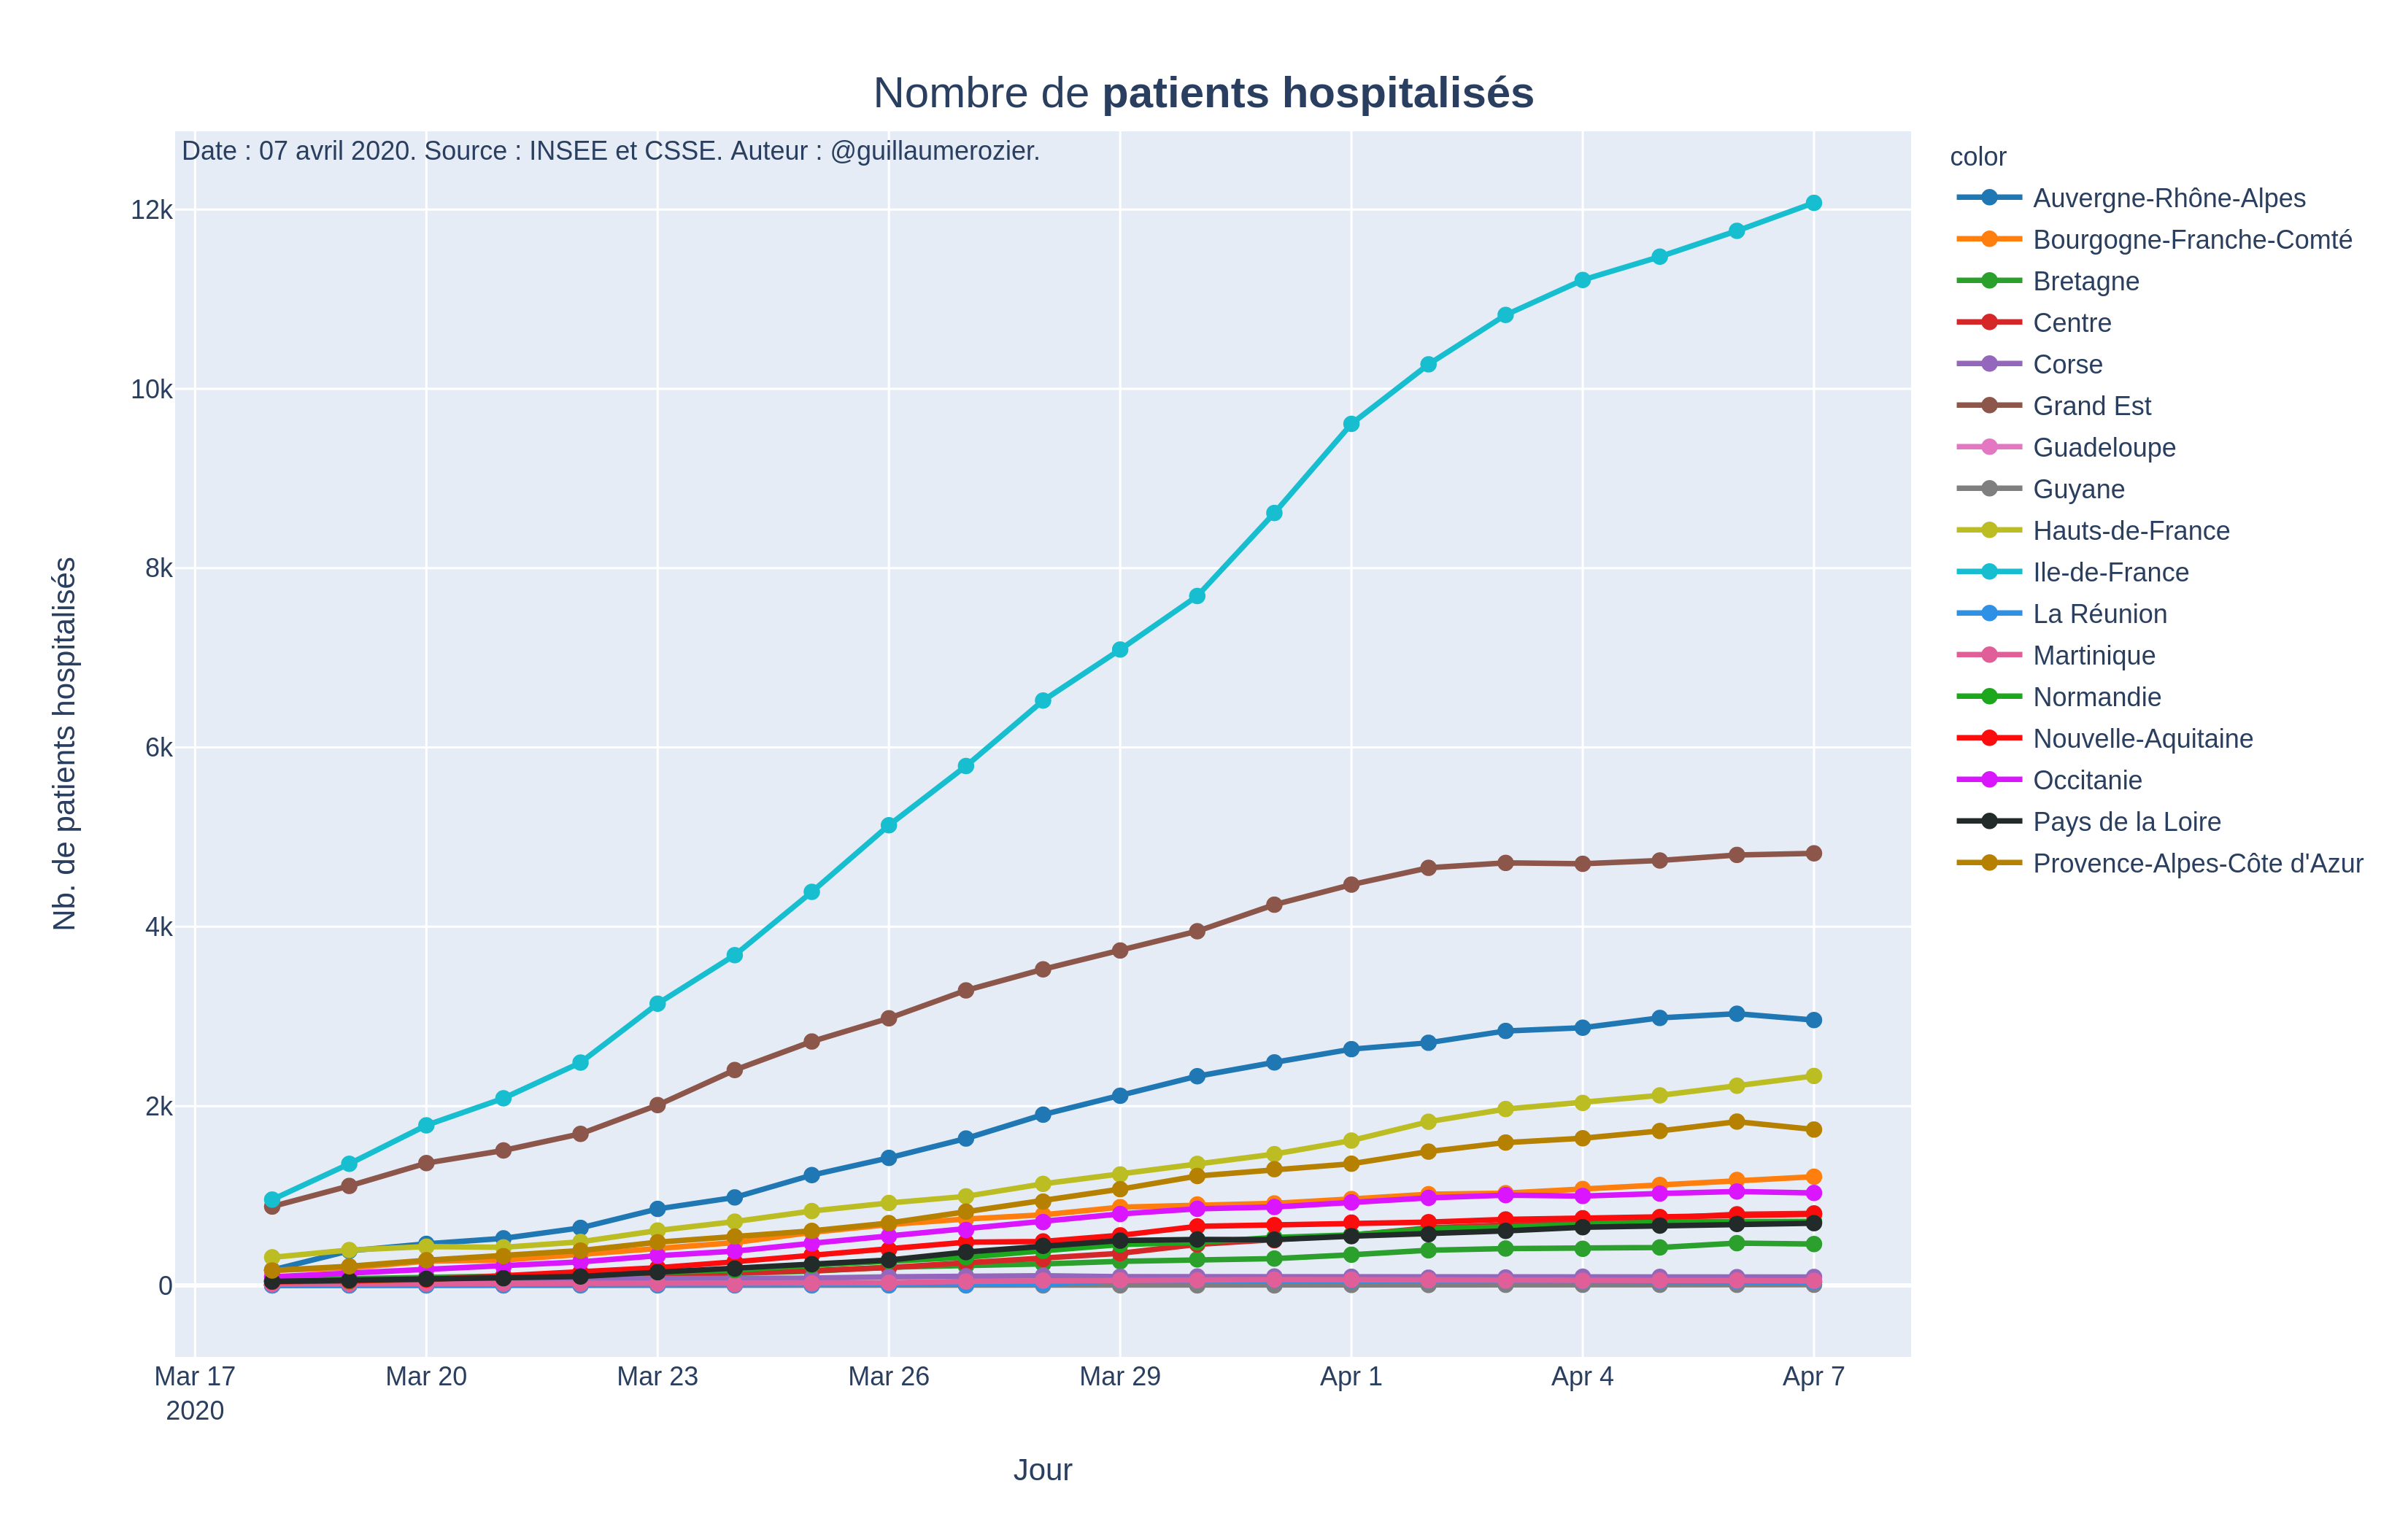 Nombre de patients hospitalisés
Date : 07 avril 2020. Source : INSEE et CSSE. Auteur : @guillaumerozier.
12k
10k
8k
6k
4k
2k
0
Nb. de patients hospitalisés
Mar 17
2020
Mar 20
Mar 23
Mar 26
Mar 29
Apr 1
Apr 4
Apr 7
Jour
color
Auvergne-Rhône-Alpes
Bourgogne-Franche-Comté
Bretagne
Centre
Corse
Grand Est
Guadeloupe
Guyane
Hauts-de-France
Ile-de-France
La Réunion
Martinique
Normandie
Nouvelle-Aquitaine
Occitanie
Pays de la Loire
Provence-Alpes-Côte d'Azur